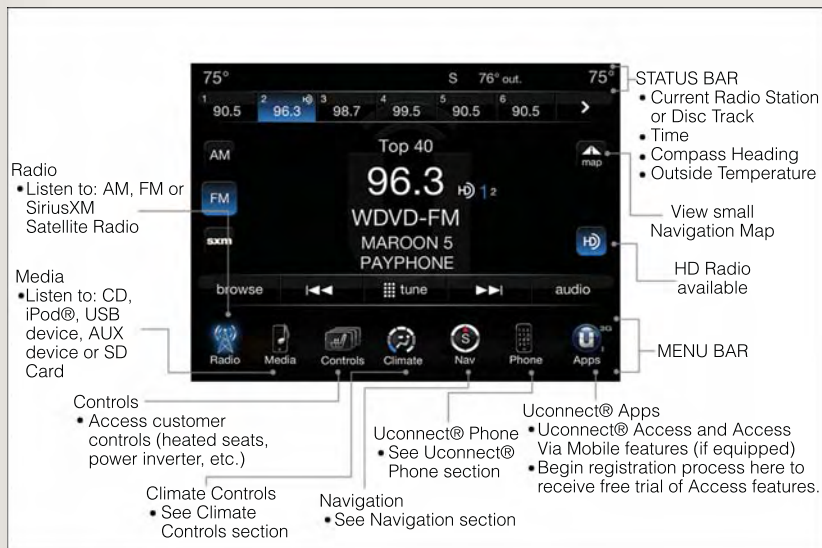 75° S 76° out. 75°
1 90.5 2 96.3 HD 3 98.7 4 99.5 5 90.5 6 90.5 >
AM
FM
sxm
Top 40
96.3 HD 1 2
WDVD-FM
MAROON 5
PAYPHONE
map
HD
browse tune audio
Radio Media Controls Climate S Nav Phone U 3G Apps
STATUS BAR
• Current Radio Station
or Disc Track
• Time
• Compass Heading
• Outside Temperature
View small
Navigation Map
HD Radio
available
MENU BAR
Radio
•Listen to: AM, FM or
SiriusXM
Satellite Radio
Media
•Listen to: CD,
iPod®, USB
device, AUX
device or SD
Card
Controls
• Access customer
controls (heated seats,
power inverter, etc.)
Climate Controls
• See Climate
Controls section
Navigation
• See Navigation section
Uconnect® Phone
• See Uconnect®
Phone section
Uconnect® Apps
• Uconnect® Access and Access
Via Mobile features (if equipped)
• Begin registration process here to
receive free trial of Access features.